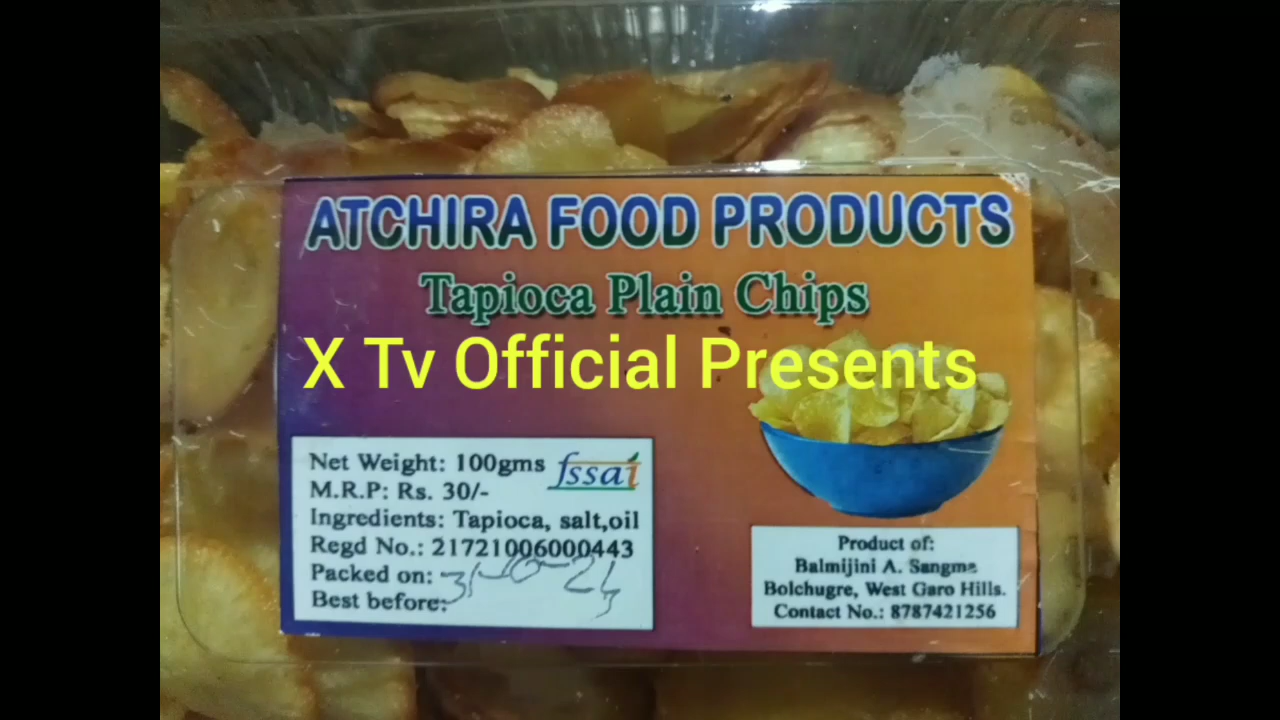 ATCHIRA FOOD PRODUCTS
Tapioca Plain Chips
X Tv Official Presents
Net Weight: 100gms
fssai
M.R.P: Rs. 30/-
Ingredients: Tapioca, salt,oil
Regd No.: 21721006000443
Packed on:
Best before:
Product of:
Balmijini A. Sangma
Bolchugre, West Garo Hills.
Contact No.: 8787421256